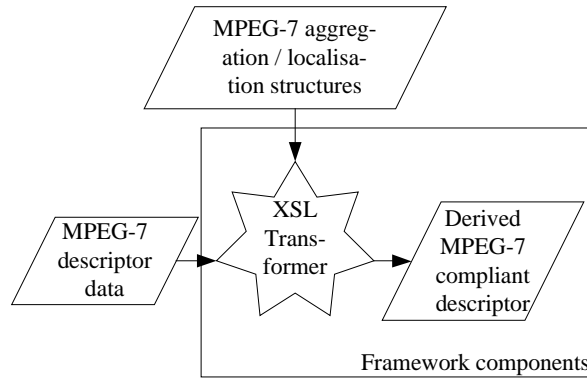 MPEG-7 aggreg-
ation / localisa-
tion structures
XSL
Trans-
former
MPEG-7
descriptor
data
Derived
MPEG-7
compliant
descriptor
Framework components